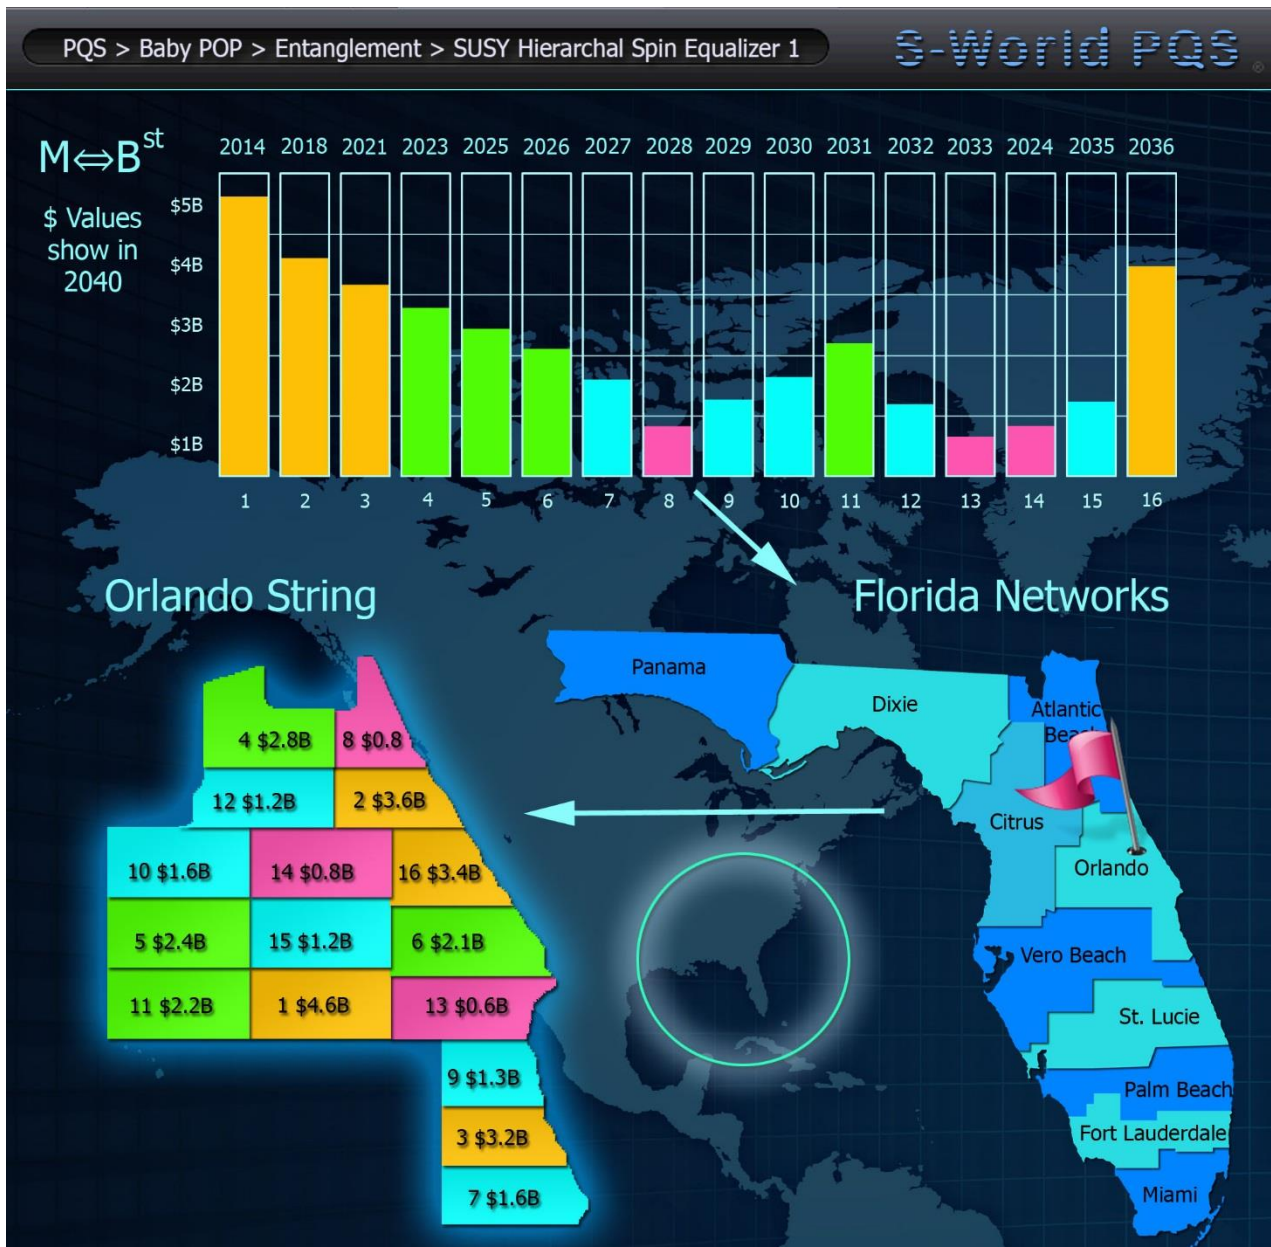 PQS > Baby POP > Entanglement > SUSY Hierarchal Spin Equalizer 1
S-World PQS ®
M⇔B st
$ Values
show in
2040
2014 2018 2021 2023 2025 2026 2027 2028 2029 2030 2031 2032 2033 2024 2035 2036
$5B
$4B
$3B
$2B
$1B
1 2 3 4 5 6 7 8 9 10 11 12 13 14 15 16
Orlando String
Florida Networks
4 $2.8B 8 $0.8
12 $1.2B 2 $3.6B
10 $1.6B 14 $0.8B 16 $3.4B
5 $2.4B 15 $1.2B 6 $2.1B
11 $2.2B 1 $4.6B 13 $0.6B
9 $1.3B
3 $3.2B
7 $1.6B
Panama
Dixie
Atlantic
Beach
Citrus
Orlando
Vero Beach
St. Lucie
Palm Beach
Fort Lauderdale
Miami